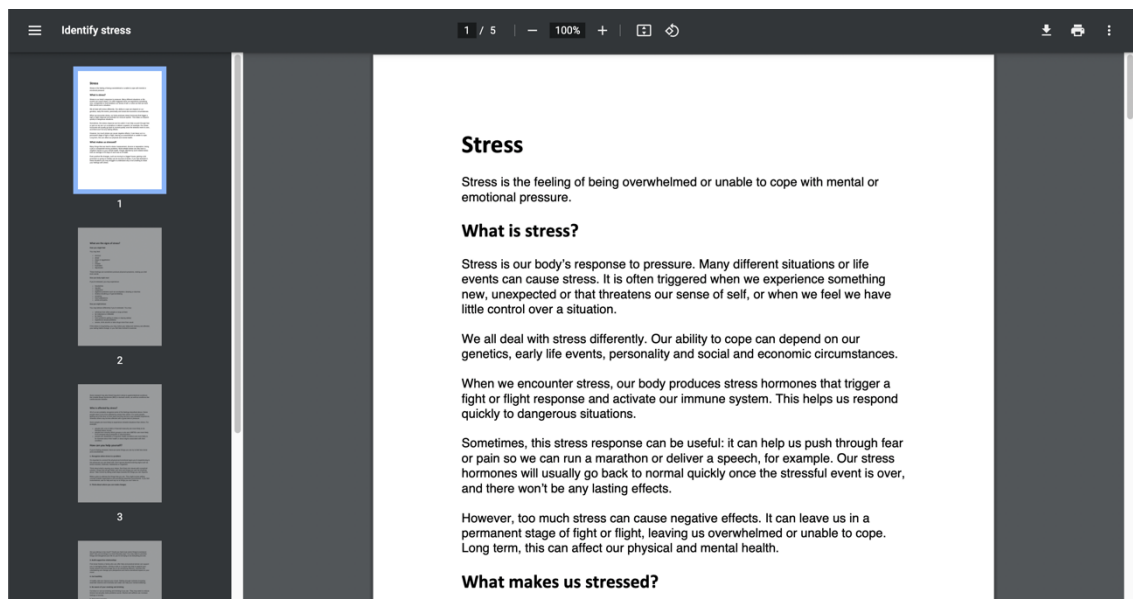 Identify stress
1 / 5
100%
1
2
3
Stress
Stress is the feeling of being overwhelmed or unable to cope with mental or
emotional pressure.
What is stress?
Stress is our body's response to pressure. Many different situations or life
events can cause stress. It is often triggered when we experience something
new, unexpected or that threatens our sense of self, or when we feel we have
little control over a situation.
We all deal with stress differently. Our ability to cope can depend on our
genetics, early life events, personality and social and economic circumstances.
When we encounter stress, our body produces stress hormones that trigger a
fight or flight response and activate our immune system. This helps us respond
quickly to dangerous situations.
Sometimes, this stress response can be useful: it can help us push through fear
or pain so we can run a marathon or deliver a speech, for example. Our stress
hormones will usually go back to normal quickly once the stressful event is over,
and there won't be any lasting effects.
However, too much stress can cause negative effects. It can leave us in a
permanent stage of fight or flight, leaving us overwhelmed or unable to cope.
Long term, this can affect our physical and mental health.
What makes us stressed?